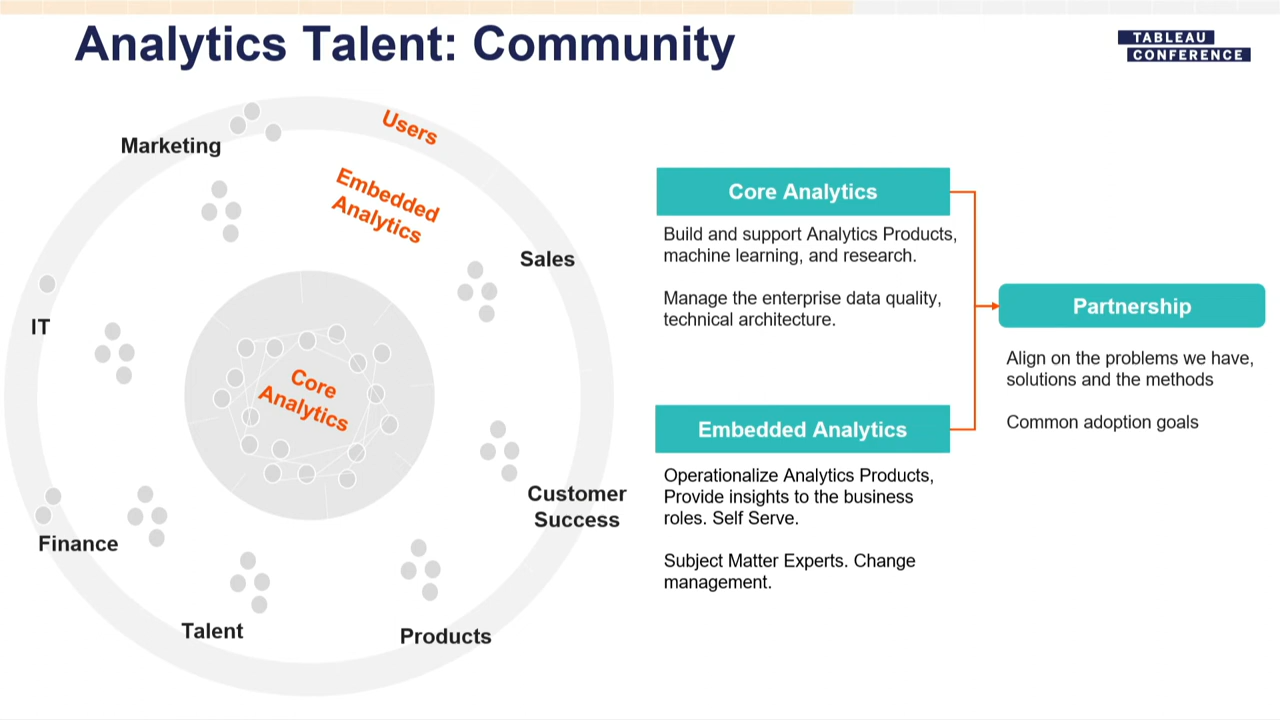 Analytics Talent: Community
TABLEAU
CONFERENCE
Users
Marketing
Embedded
Analytics
Sales
IT
Core
Analytics
Customer
Success
Finance
Talent
Products
Core Analytics
Build and support Analytics Products,
machine learning, and research.
Manage the enterprise data quality,
technical architecture.
Partnership
Align on the problems we have,
solutions and the methods
Common adoption goals
Embedded Analytics
Operationalize Analytics Products,
Provide insights to the business
roles. Self Serve.
Subject Matter Experts. Change
management.